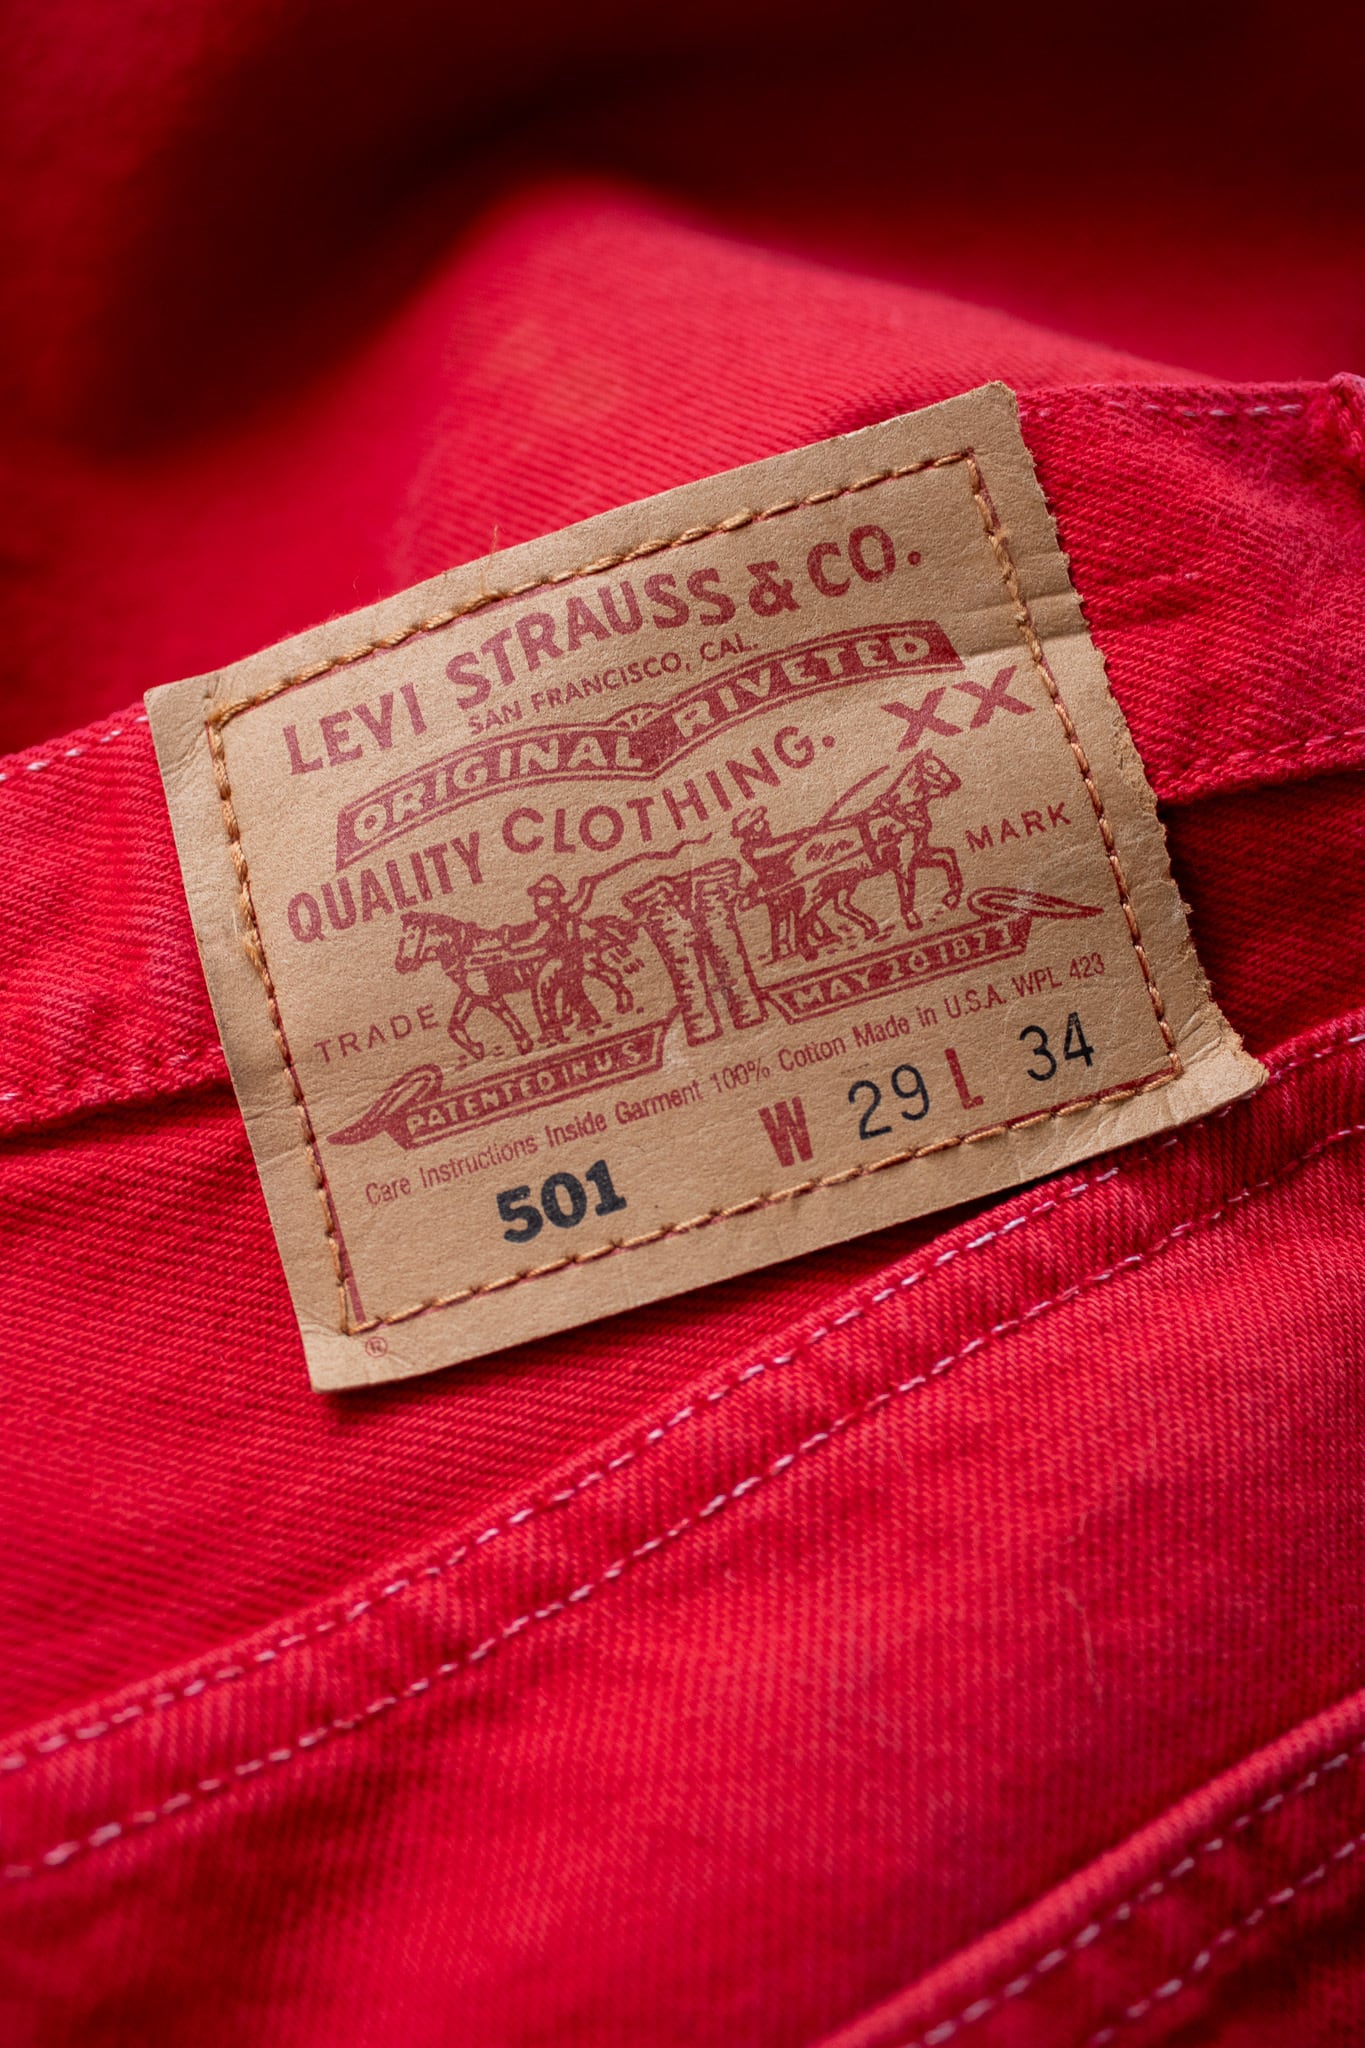 LEVI STRAUSS & CO.
SAN FRANCISCO, CAL.
ORIGINAL RIVETED
QUALITY CLOTHING. XX
TRADE MARK
PATENTED IN U.S. MAY 20 1873
Care Instructions Inside Garment 100% Cotton Made in U.S.A. WPL 423
501 W 29 L 34
®